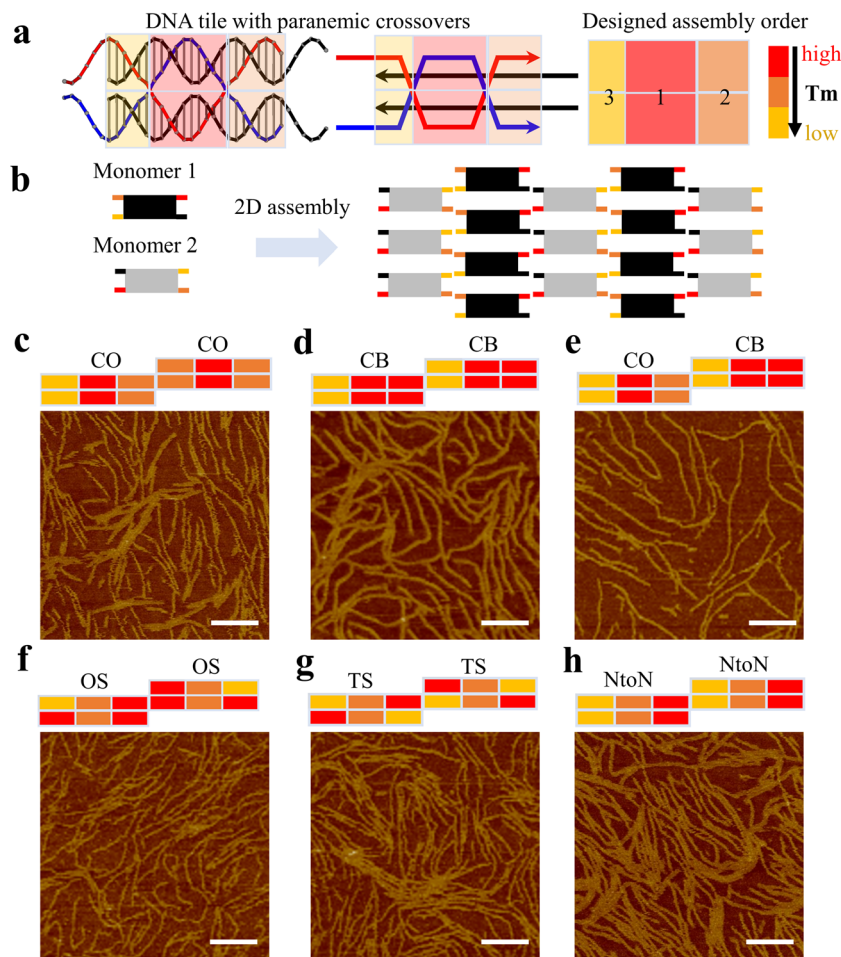 DNA tile with paranemic crossovers
Designed assembly order
a
3
1
2
high
Tm
low
b
Monomer 1
Monomer 2
2D assembly
c
CO
CO
d
CB
CB
e
CO
CB
f
OS
OS
g
TS
TS
h
NtoN
NtoN